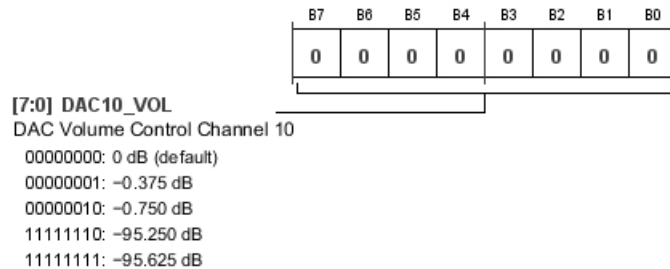 B7 B6 B5 B4 B3 B2 B1 B0
0 0 0 0 0 0 0 0
[7:0] DAC10_VOL
DAC Volume Control Channel 10
00000000: 0 dB (default)
00000001: −0.375 dB
00000010: −0.750 dB
11111110: −95.250 dB
11111111: −95.625 dB